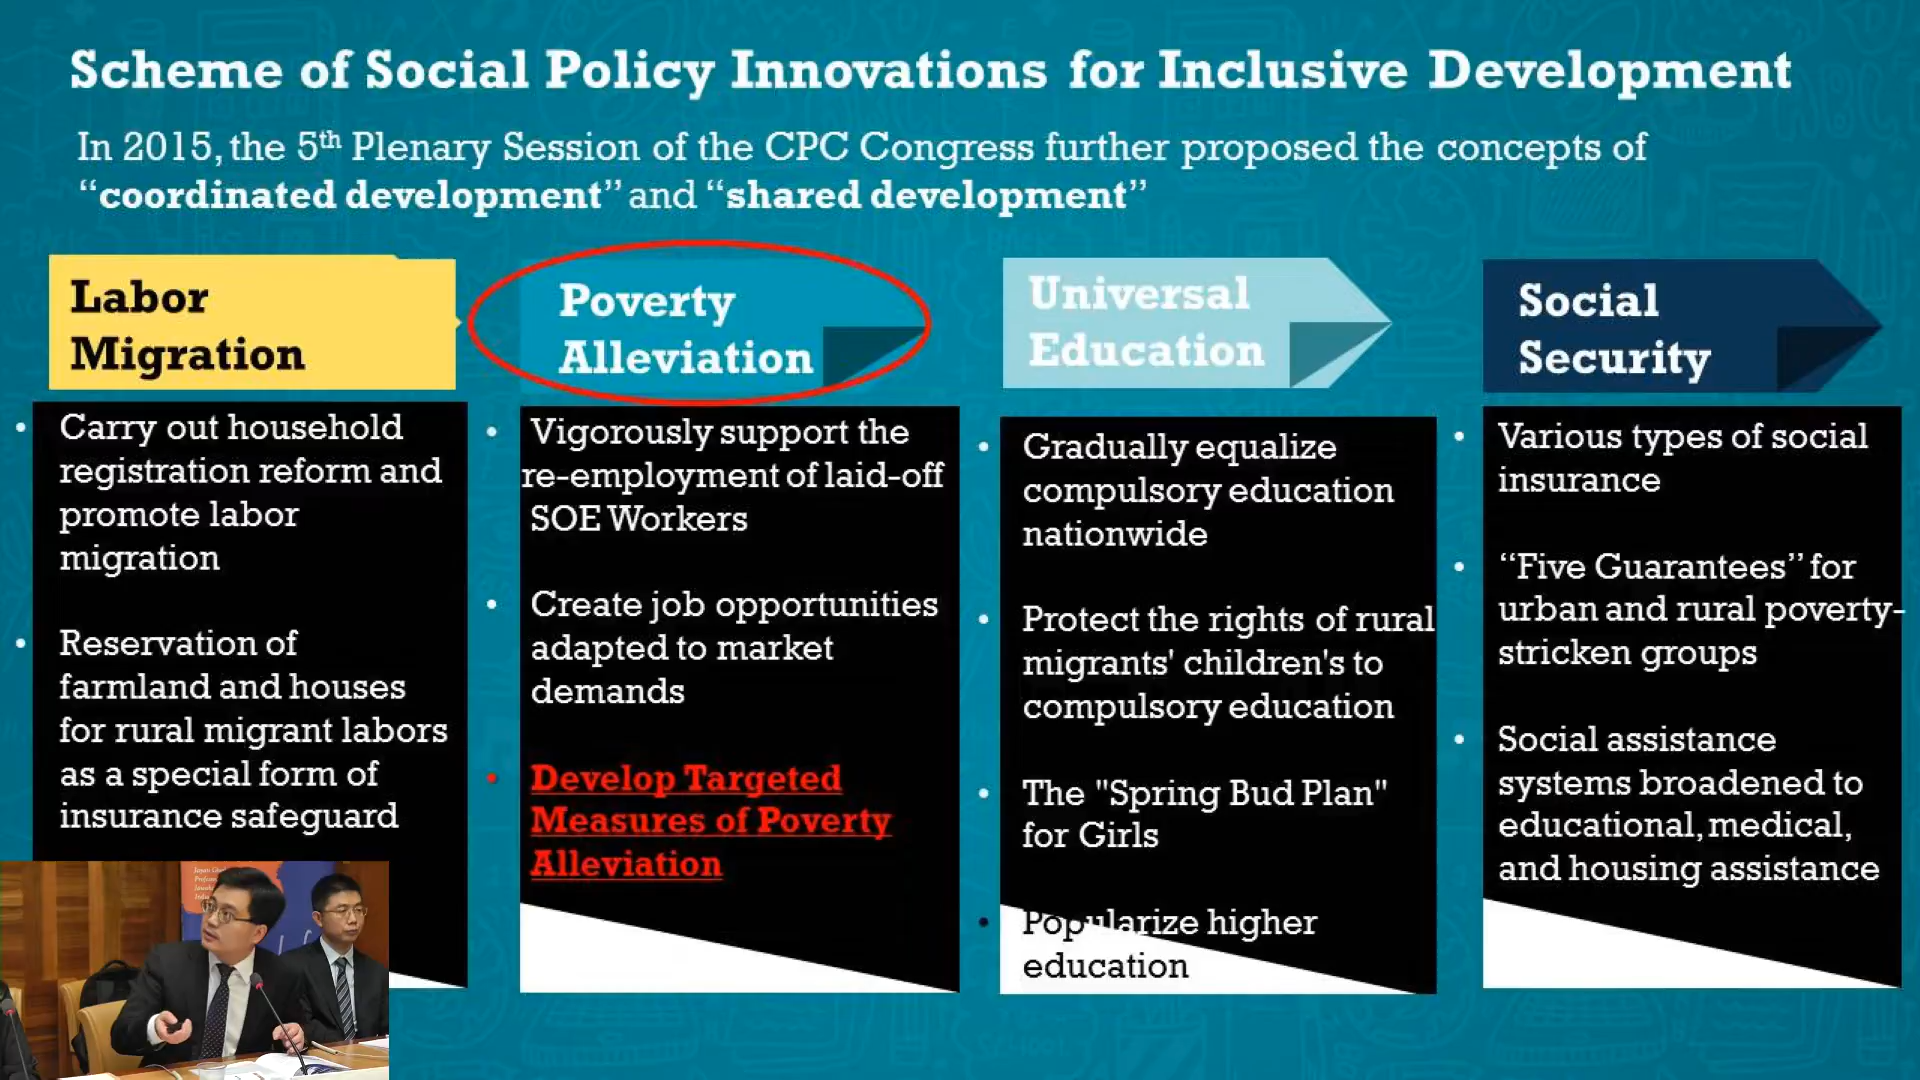 Scheme of Social Policy Innovations for Inclusive Development
In 2015, the 5th Plenary Session of the CPC Congress further proposed the concepts of
“coordinated development” and “shared development”
Labor
Migration
• Carry out household
registration reform and
promote labor
migration
• Reservation of
farmland and houses
for rural migrant labors
as a special form of
insurance safeguard
Poverty
Alleviation
• Vigorously support the
re-employment of laid-off
SOE Workers
• Create job opportunities
adapted to market
demands
• Develop Targeted
Measures of Poverty
Alleviation
Universal
Education
• Gradually equalize
compulsory education
nationwide
• Protect the rights of rural
migrants' children's to
compulsory education
• The "Spring Bud Plan"
for Girls
• Popularize higher
education
Social
Security
• Various types of social
insurance
• “Five Guarantees” for
urban and rural poverty-
stricken groups
• Social assistance
systems broadened to
educational, medical,
and housing assistance